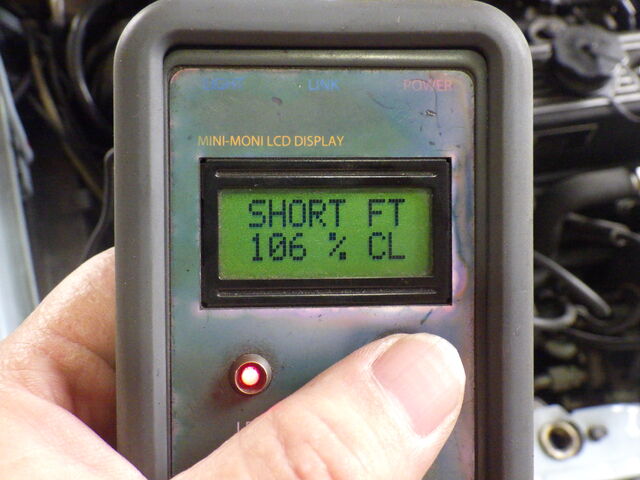 LINK
POWER
MINI-MONI LCD DISPLAY
SHORT FT
106 % CL